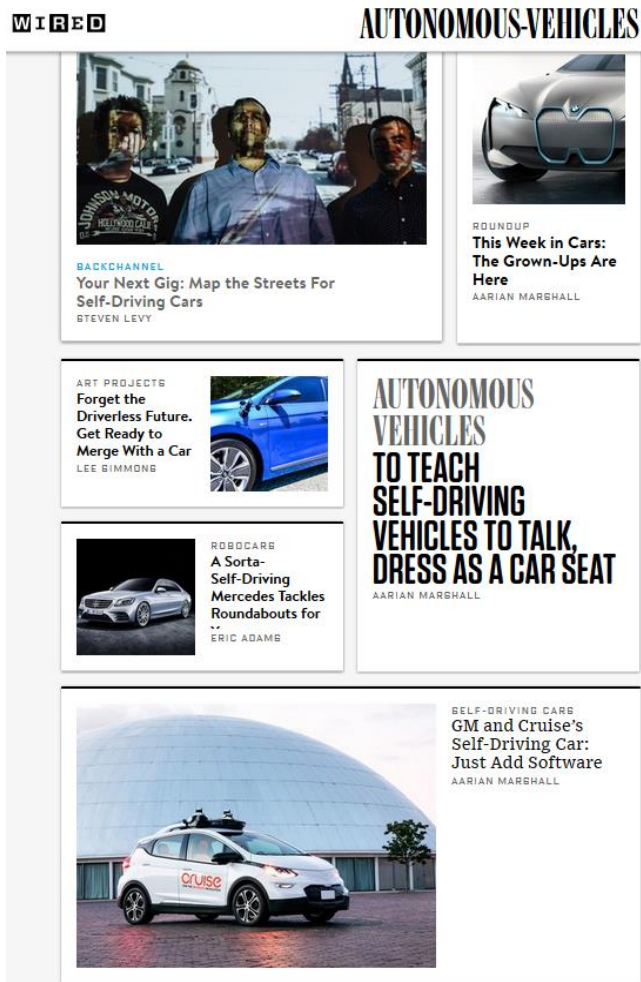 WIRED
AUTONOMOUS-VEHICLES
JOHNSON MOTORS
HOLLYWOOD CALIF
BACKCHANNEL
Your Next Gig: Map the Streets For
Self-Driving Cars
STEVEN LEVY
ROUNDUP
This Week in Cars:
The Grown-Ups Are
Here
AARIAN MARSHALL
ART PROJECTS
Forget the
Driverless Future.
Get Ready to
Merge With a Car
LEE SIMMONS
AUTONOMOUS
VEHICLES
TO TEACH
SELF-DRIVING
VEHICLES TO TALK,
DRESS AS A CAR SEAT
AARIAN MARSHALL
ROBOCARS
A Sorta-
Self-Driving
Mercedes Tackles
Roundabouts for
ERIC ADAMS
SELF-DRIVING CARS
GM and Cruise’s
Self-Driving Car:
Just Add Software
AARIAN MARSHALL
cruise